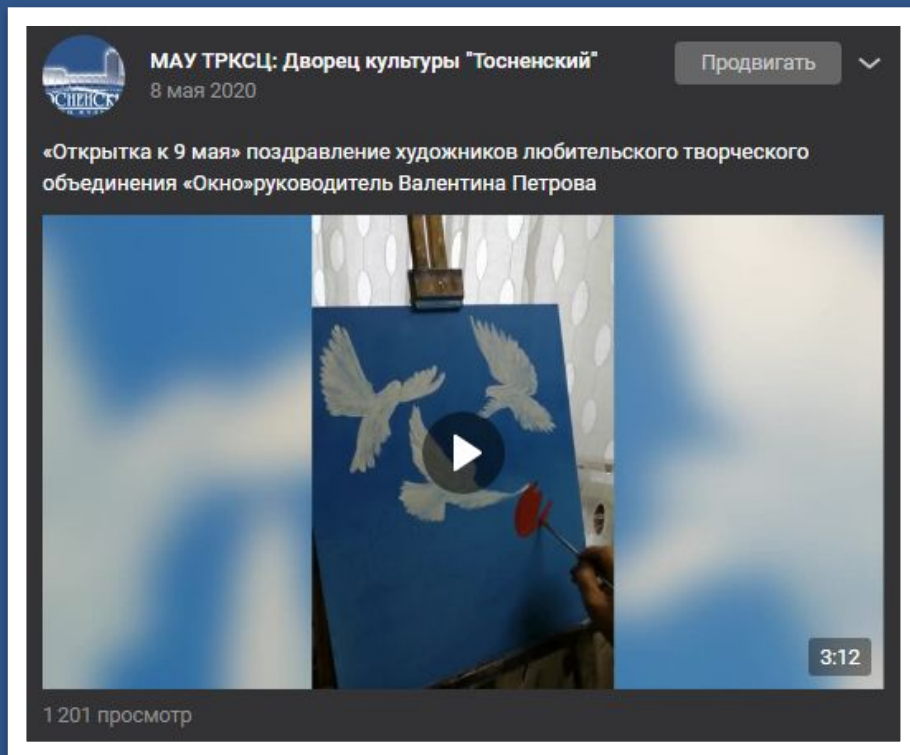 МАУ ТРКСЦ: Дворец культуры "Тосненский"
Продвигать
8 мая 2020
«Открытка к 9 мая» поздравление художников любительского творческого
объединения «Окно»руководитель Валентина Петрова
3:12
1 201 просмотр